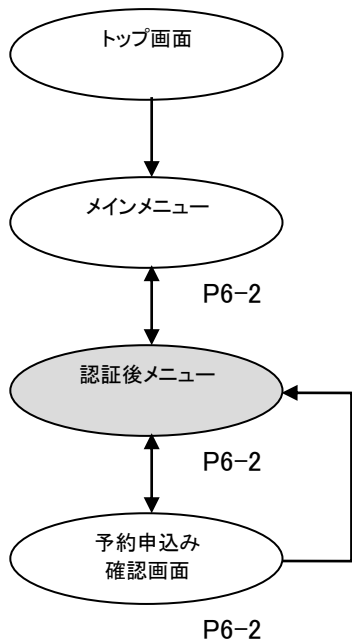 トップ画面
メインメニュー
P6-2
認証後メニュー
P6-2
予約申込み
確認画面
P6-2